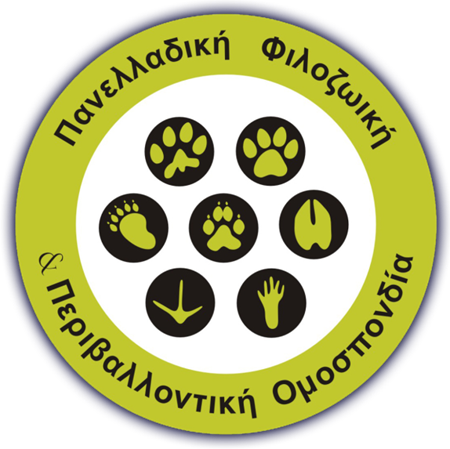 Πανελλαδική Φιλοζωική
& Περιβαλλοντική Ομοσπονδία